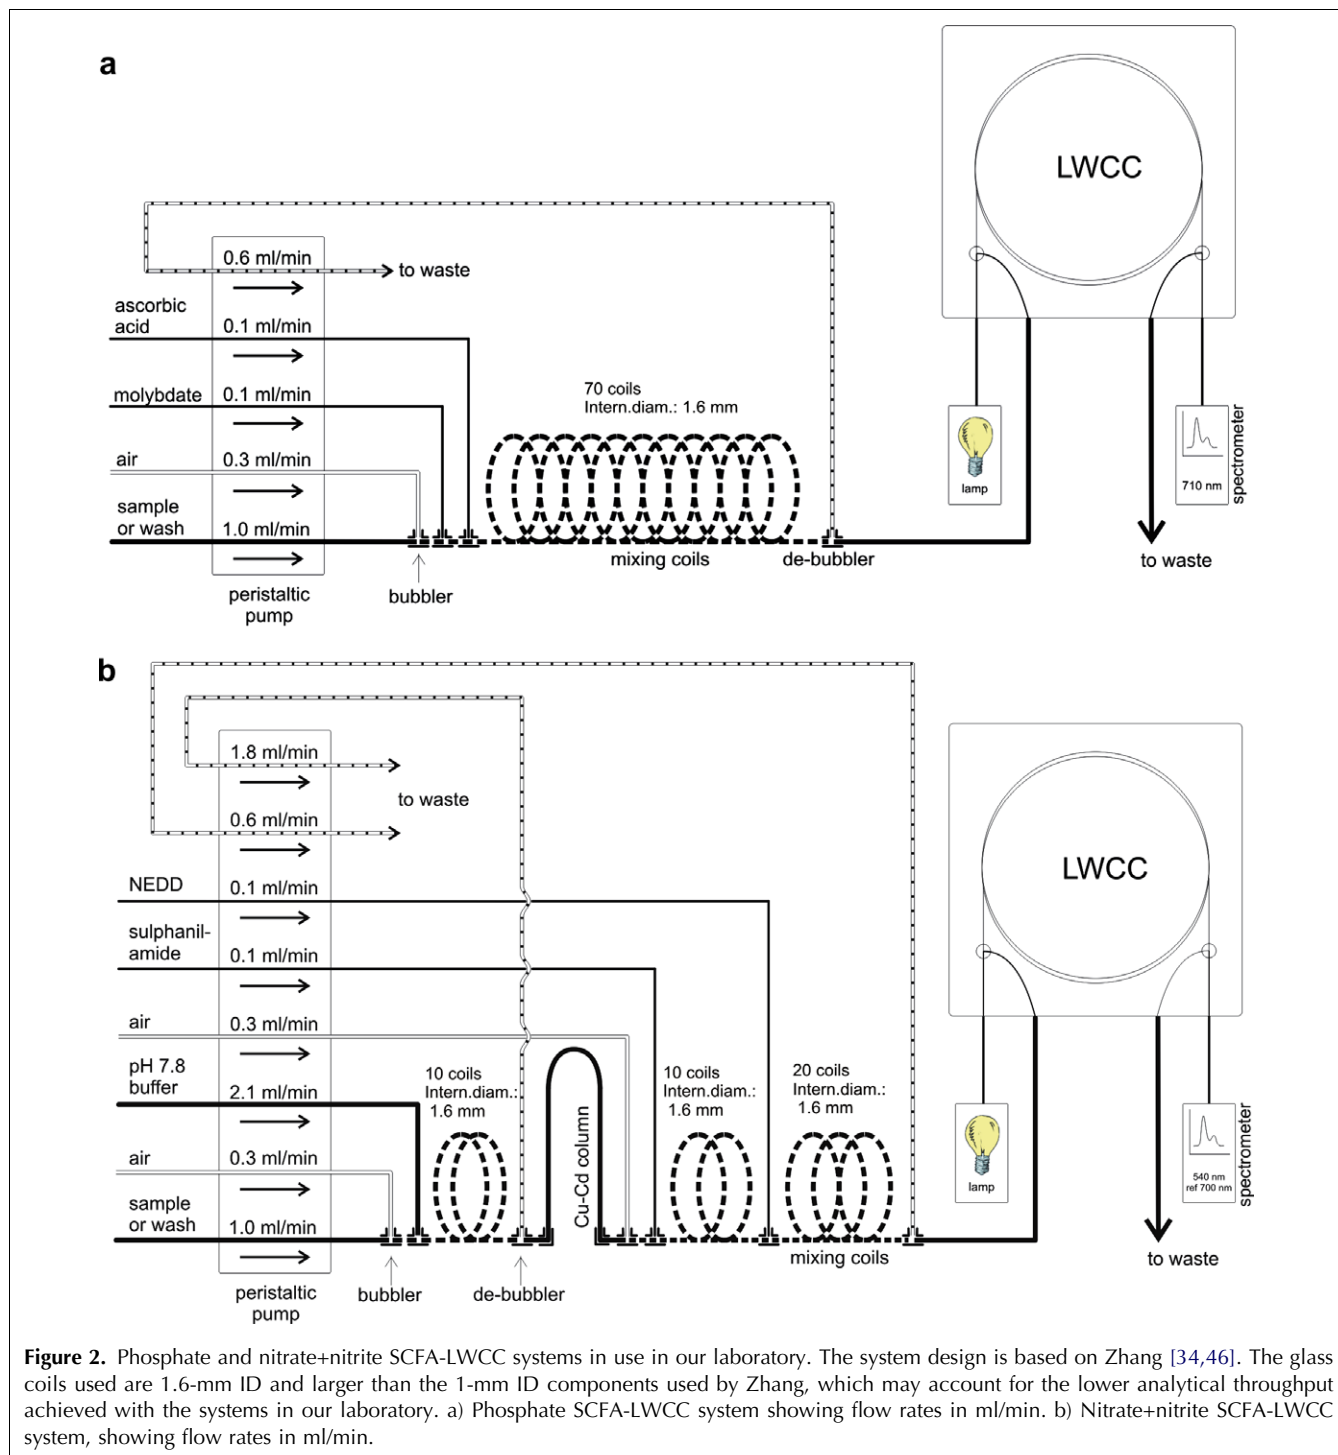 a
LWCC
0.6 ml/min
to waste
ascorbic
acid
0.1 ml/min
molybdate
0.1 ml/min
70 coils
Intern.diam.: 1.6 mm
air
0.3 ml/min
sample
or wash
1.0 ml/min
lamp
710 nm
spectrometer
mixing coils
de-bubbler
to waste
peristaltic
pump
bubbler
b
LWCC
1.8 ml/min
to waste
0.6 ml/min
NEDD
0.1 ml/min
sulphanil-
amide
0.1 ml/min
air
0.3 ml/min
pH 7.8
buffer
2.1 ml/min
10 coils
Intern.diam.:
1.6 mm
Cu-Cd column
10 coils
Intern.diam.:
1.6 mm
20 coils
Intern.diam.:
1.6 mm
air
0.3 ml/min
sample
or wash
1.0 ml/min
lamp
540 nm
ref 700 nm
spectrometer
mixing coils
to waste
peristaltic
pump
bubbler
de-bubbler
Figure 2. Phosphate and nitrate+nitrite SCFA-LWCC systems in use in our laboratory. The system design is based on Zhang [34,46]. The glass
coils used are 1.6-mm ID and larger than the 1-mm ID components used by Zhang, which may account for the lower analytical throughput
achieved with the systems in our laboratory. a) Phosphate SCFA-LWCC system showing flow rates in ml/min. b) Nitrate+nitrite SCFA-LWCC
system, showing flow rates in ml/min.